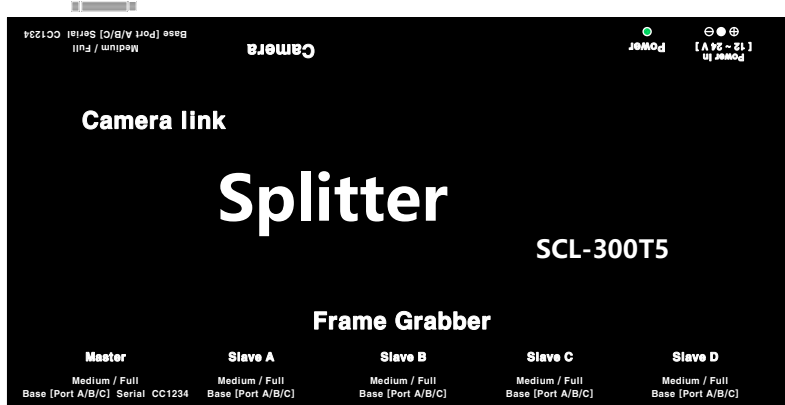 Medium / Full
Base [Port A/B/C] Serial CC1234
Camera
Power
Power In
[ 12 ~ 24 V ]
Camera link
Splitter
SCL-300T5
Frame Grabber
Master
Medium / Full
Base [Port A/B/C] Serial CC1234
Slave A
Medium / Full
Base [Port A/B/C]
Slave B
Medium / Full
Base [Port A/B/C]
Slave C
Medium / Full
Base [Port A/B/C]
Slave D
Medium / Full
Base [Port A/B/C]